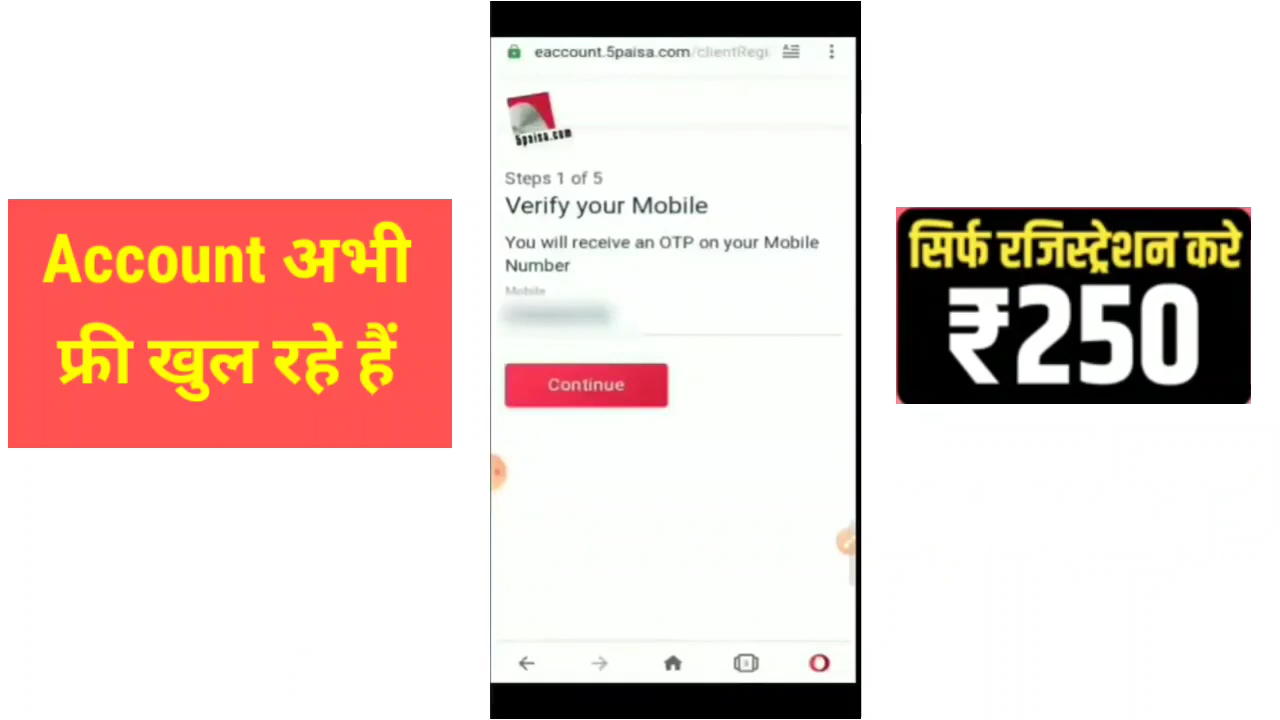 Account अभी
फ्री खुल रहे हैं
eaccount.5paisa.com/clientRegi
5paisa.com
Steps 1 of 5
Verify your Mobile
You will receive an OTP on your Mobile
Number
Mobile
Continue
सिर्फ रजिस्ट्रेशन करे
₹250